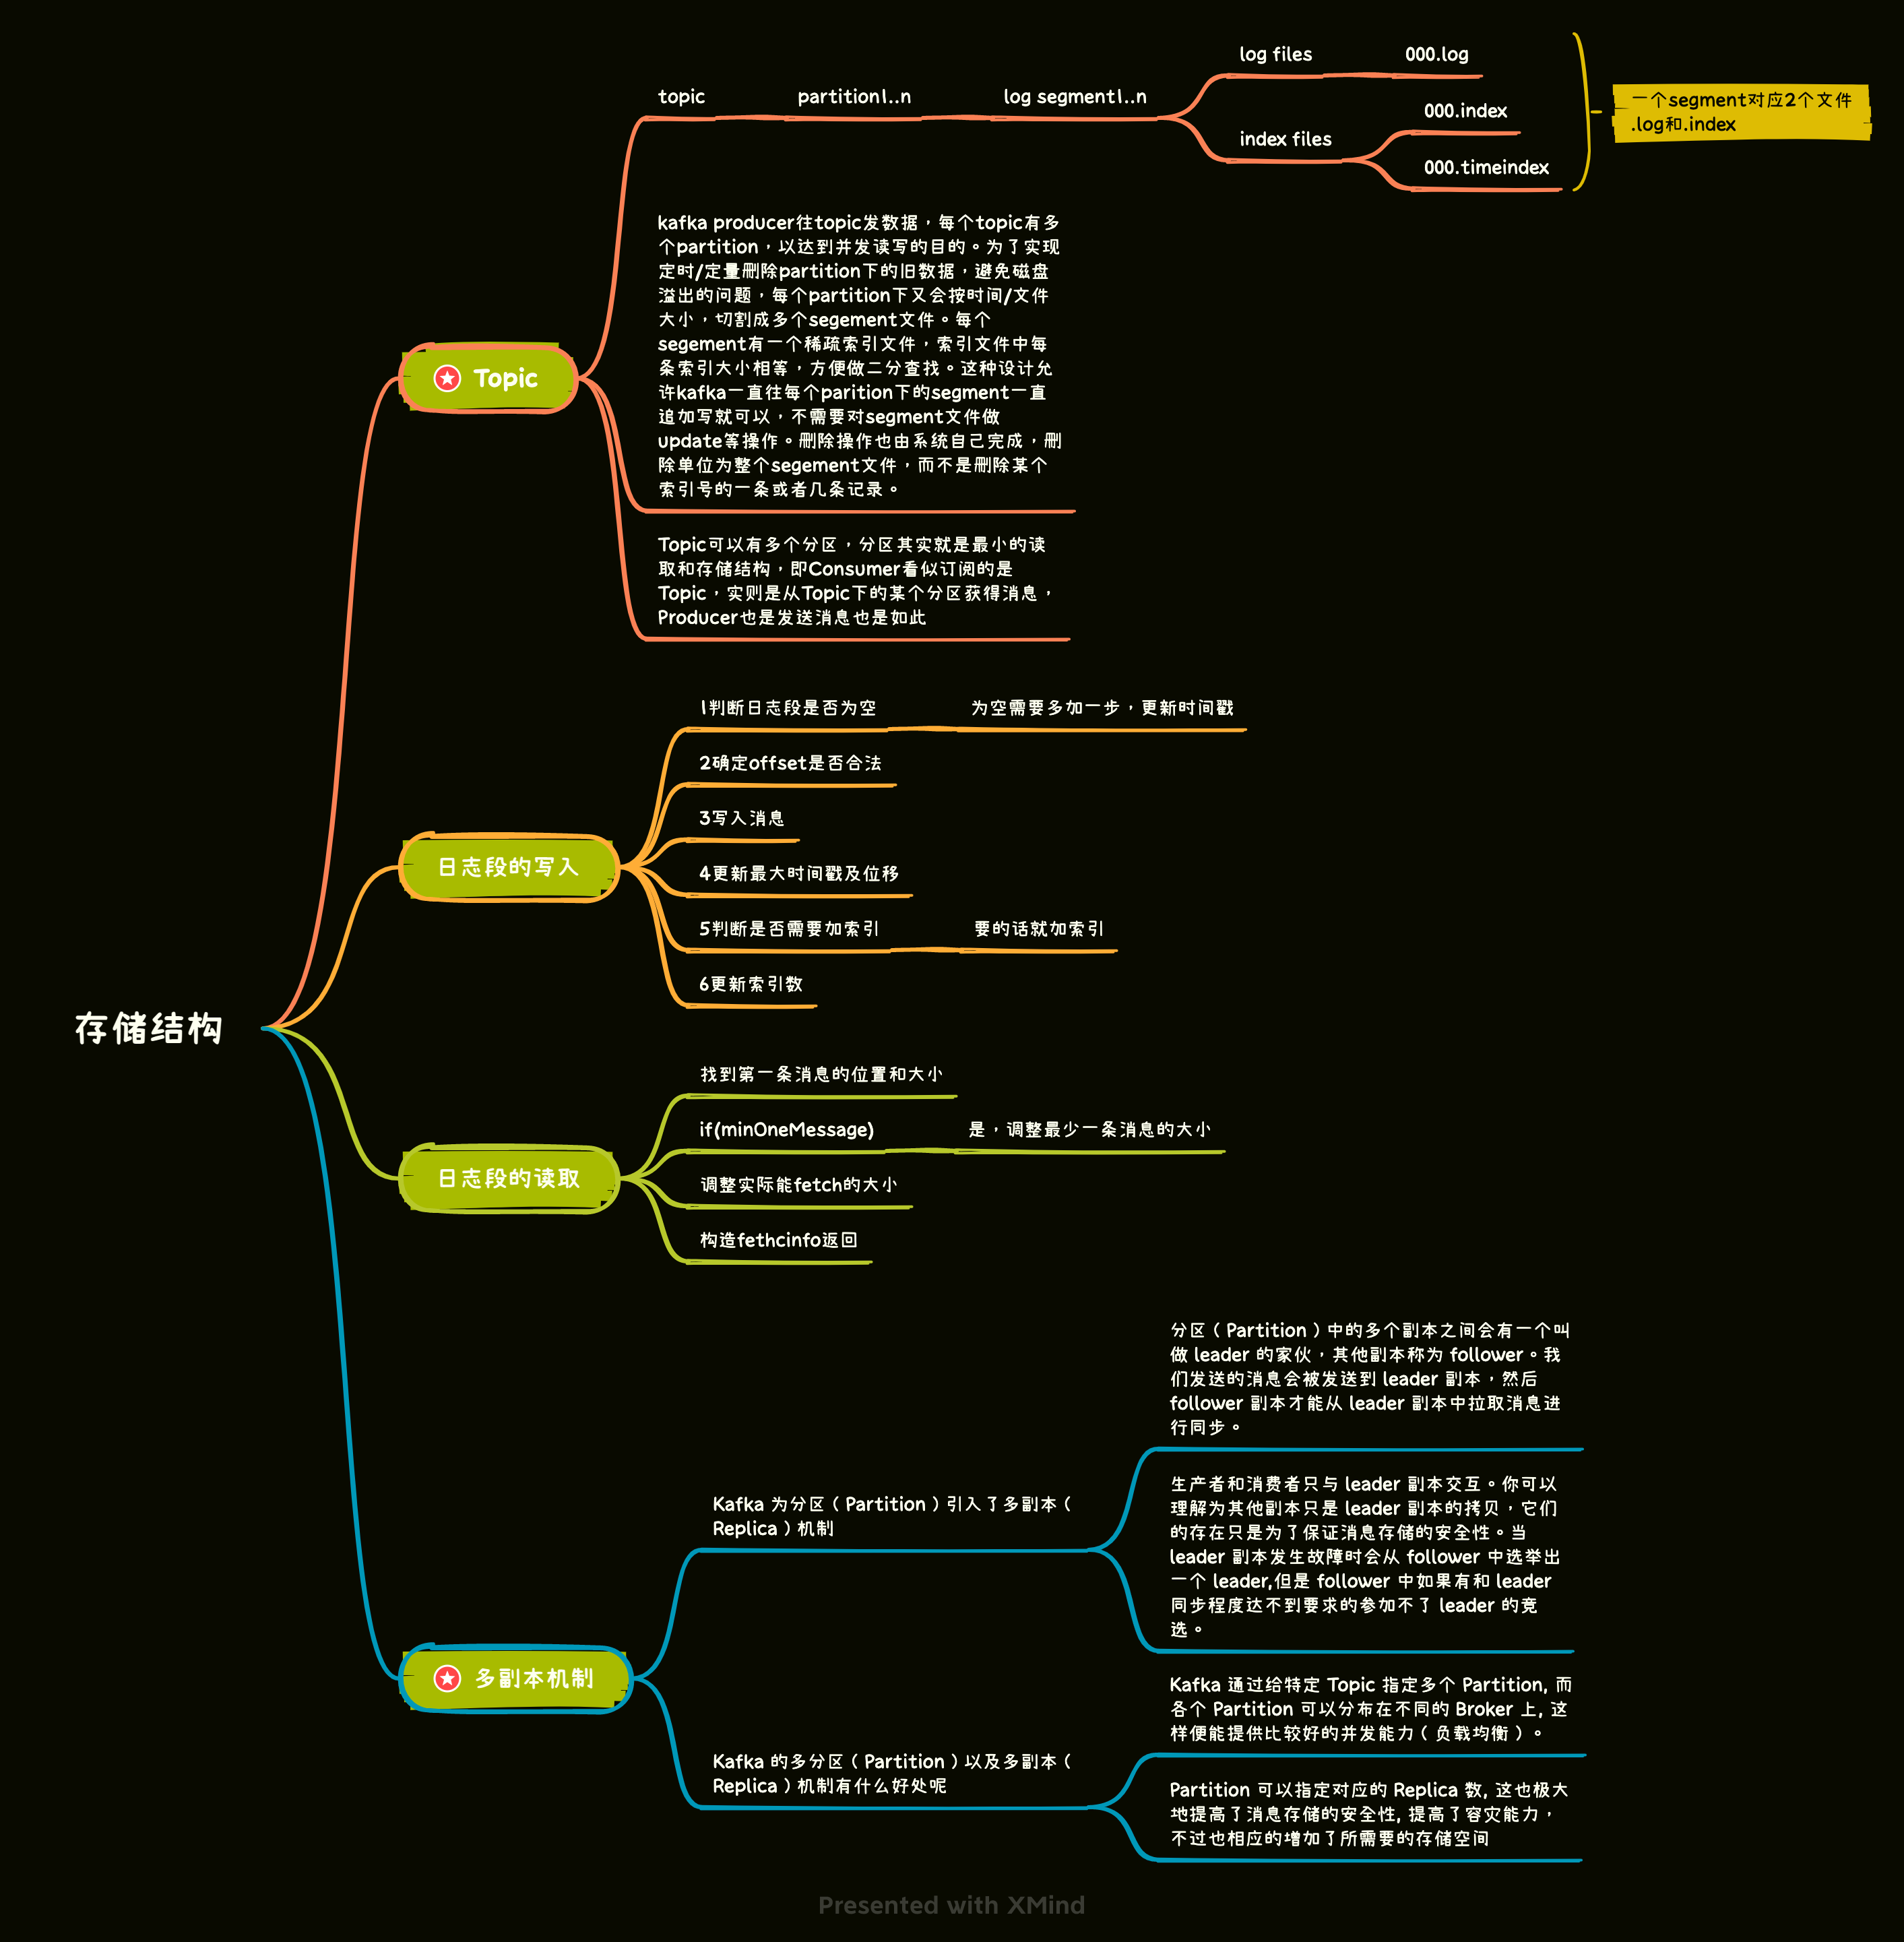 存储结构
Topic
topic
partition1..n
log segment1..n
log files
000.log
index files
000.index
000.timeindex
一个segment对应2个文件
.log和.index
kafka producer往topic发数据，每个topic有多
个partition，以达到并发读写的目的。为了实现
定时/定量删除partition下的旧数据，避免磁盘
溢出的问题，每个partition下又会按时间/文件
大小，切割成多个segement文件。每个
segement有一个稀疏索引文件，索引文件中每
条索引大小相等，方便做二分查找。这种设计允
许kafka一直往每个parition下的segment一直
追加写就可以，不需要对segment文件做
update等操作。删除操作也由系统自己完成，删
除单位为整个segement文件，而不是删除某个
索引号的一条或者几条记录。
Topic可以有多个分区，分区其实就是最小的读
取和存储结构，即Consumer看似订阅的是
Topic，实则是从Topic下的某个分区获得消息，
Producer也是发送消息也是如此
日志段的写入
1判断日志段是否为空
为空需要多加一步，更新时间戳
2确定offset是否合法
3写入消息
4更新最大时间戳及位移
5判断是否需要加索引
要的话就加索引
6更新索引数
日志段的读取
找到第一条消息的位置和大小
if(minOneMessage)
是，调整最少一条消息的大小
调整实际能fetch的大小
构造fethcinfo返回
多副本机制
Kafka 为分区（Partition）引入了多副本（
Replica）机制
分区（Partition）中的多个副本之间会有一个叫
做 leader 的家伙，其他副本称为 follower。我
们发送的消息会被发送到 leader 副本，然后
follower 副本才能从 leader 副本中拉取消息进
行同步。
生产者和消费者只与 leader 副本交互。你可以
理解为其他副本只是 leader 副本的拷贝，它们
的存在只是为了保证消息存储的安全性。当
leader 副本发生故障时会从 follower 中选举出
一个 leader,但是 follower 中如果有和 leader
同步程度达不到要求的参加不了 leader 的竞
选。
Kafka 的多分区（Partition）以及多副本（
Replica）机制有什么好处呢
Kafka 通过给特定 Topic 指定多个 Partition, 而
各个 Partition 可以分布在不同的 Broker 上, 这
样便能提供比较好的并发能力（负载均衡）。
Partition 可以指定对应的 Replica 数, 这也极大
地提高了消息存储的安全性, 提高了容灾能力，
不过也相应的增加了所需要的存储空间
Presented with XMind